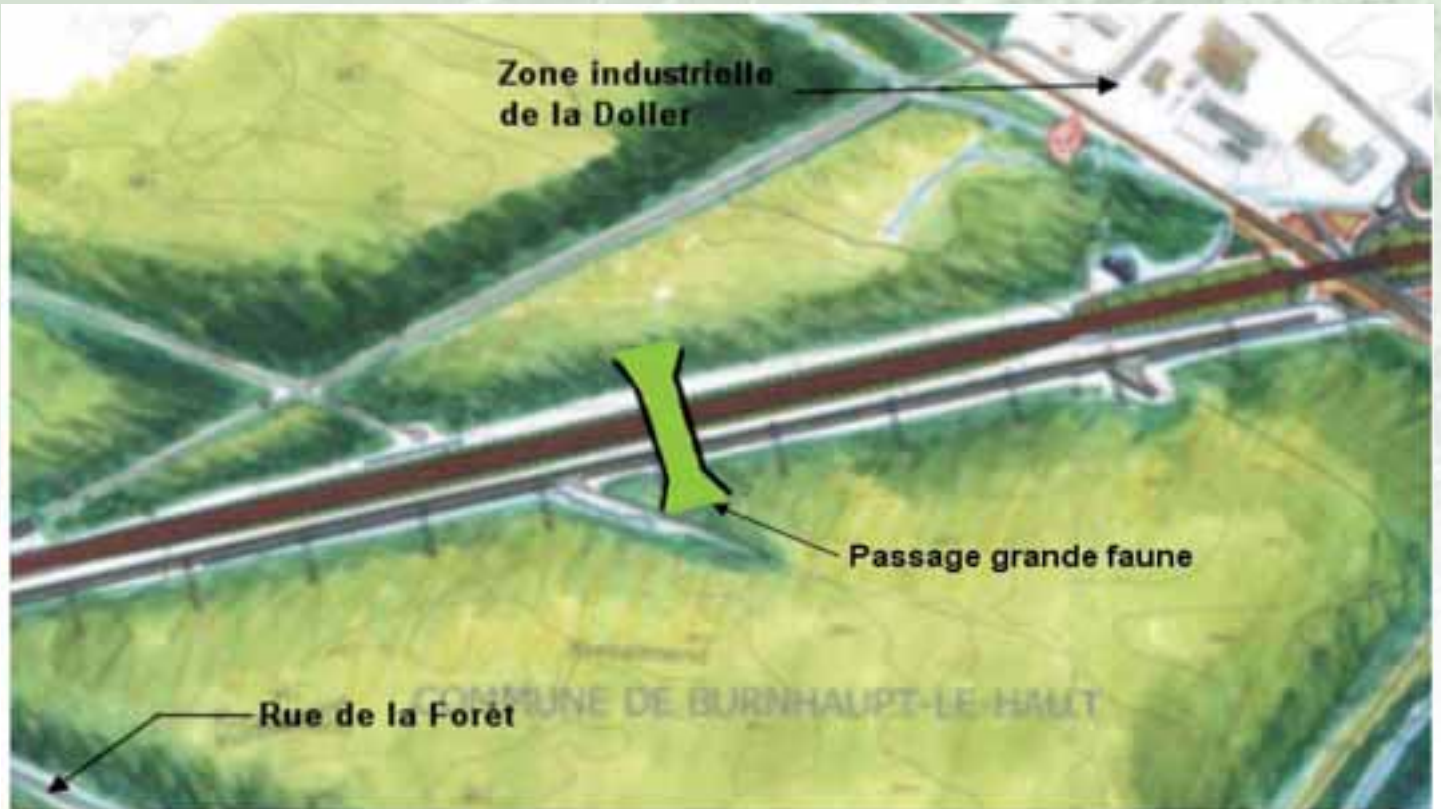 Zone industrielle
de la Doller
Passage grande faune
COMMUNE DE BURNHAUPT-LE-HAUT
Rue de la Forêt